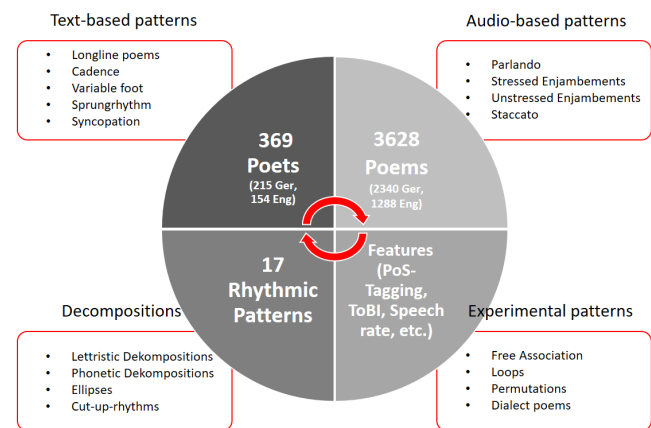 Text-based patterns
• Longline poems
• Cadence
• Variable foot
• Sprungrhythm
• Syncopation
Audio-based patterns
• Parlando
• Stressed Enjambements
• Unstressed Enjambements
• Staccato
369
Poets
(215 Ger,
154 Eng)
3628
Poems
(2340 Ger,
1288 Eng)
17
Rhythmic
Patterns
Features
(PoS-
Tagging,
ToBI, Speech
rate, etc.)
Decompositions
• Lettristic Dekompositions
• Phonetic Dekompositions
• Ellipses
• Cut-up-rhythms
Experimental patterns
• Free Association
• Loops
• Permutations
• Dialect poems